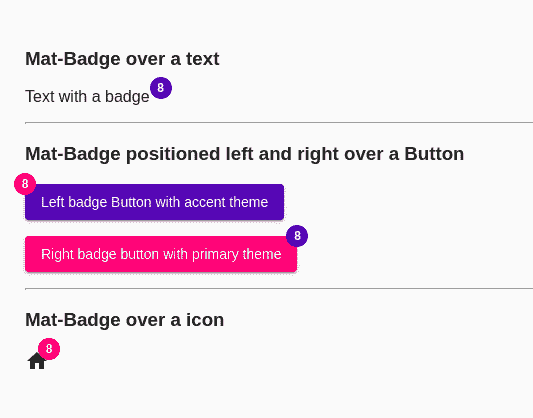 Mat-Badge over a text
Text with a badge 8
Mat-Badge positioned left and right over a Button
8
Left badge Button with accent theme
8
Right badge button with primary theme
Mat-Badge over a icon
8